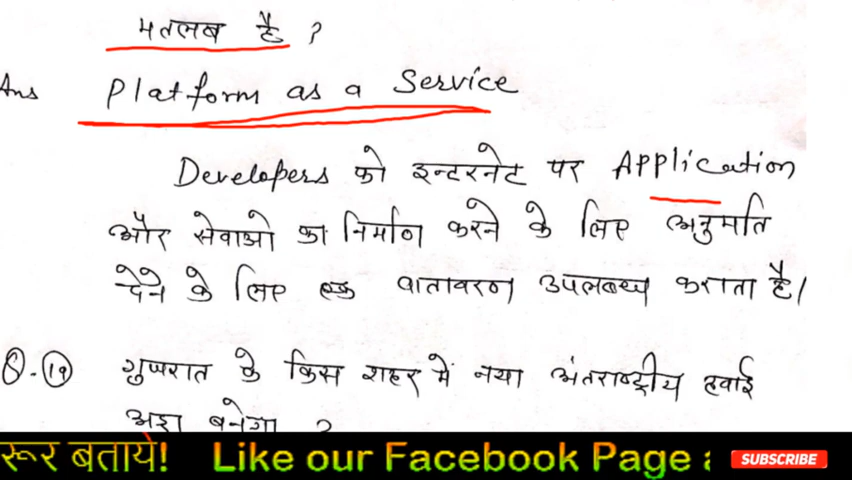 मतलब है ?
Ans Platform as a Service
Developers को इन्टरनेट पर Application
और सेवाओ का निर्माण करने के लिए अनुमति
देने के लिए एक वातावरण उपलब्ध कराता है।
Q. 19 गुजरात के किस शहर में नया अंतराष्ट्रीय हवाई
अड्डा बनेगा ?
रूर बताये! Like our Facebook Page a SUBSCRIBE